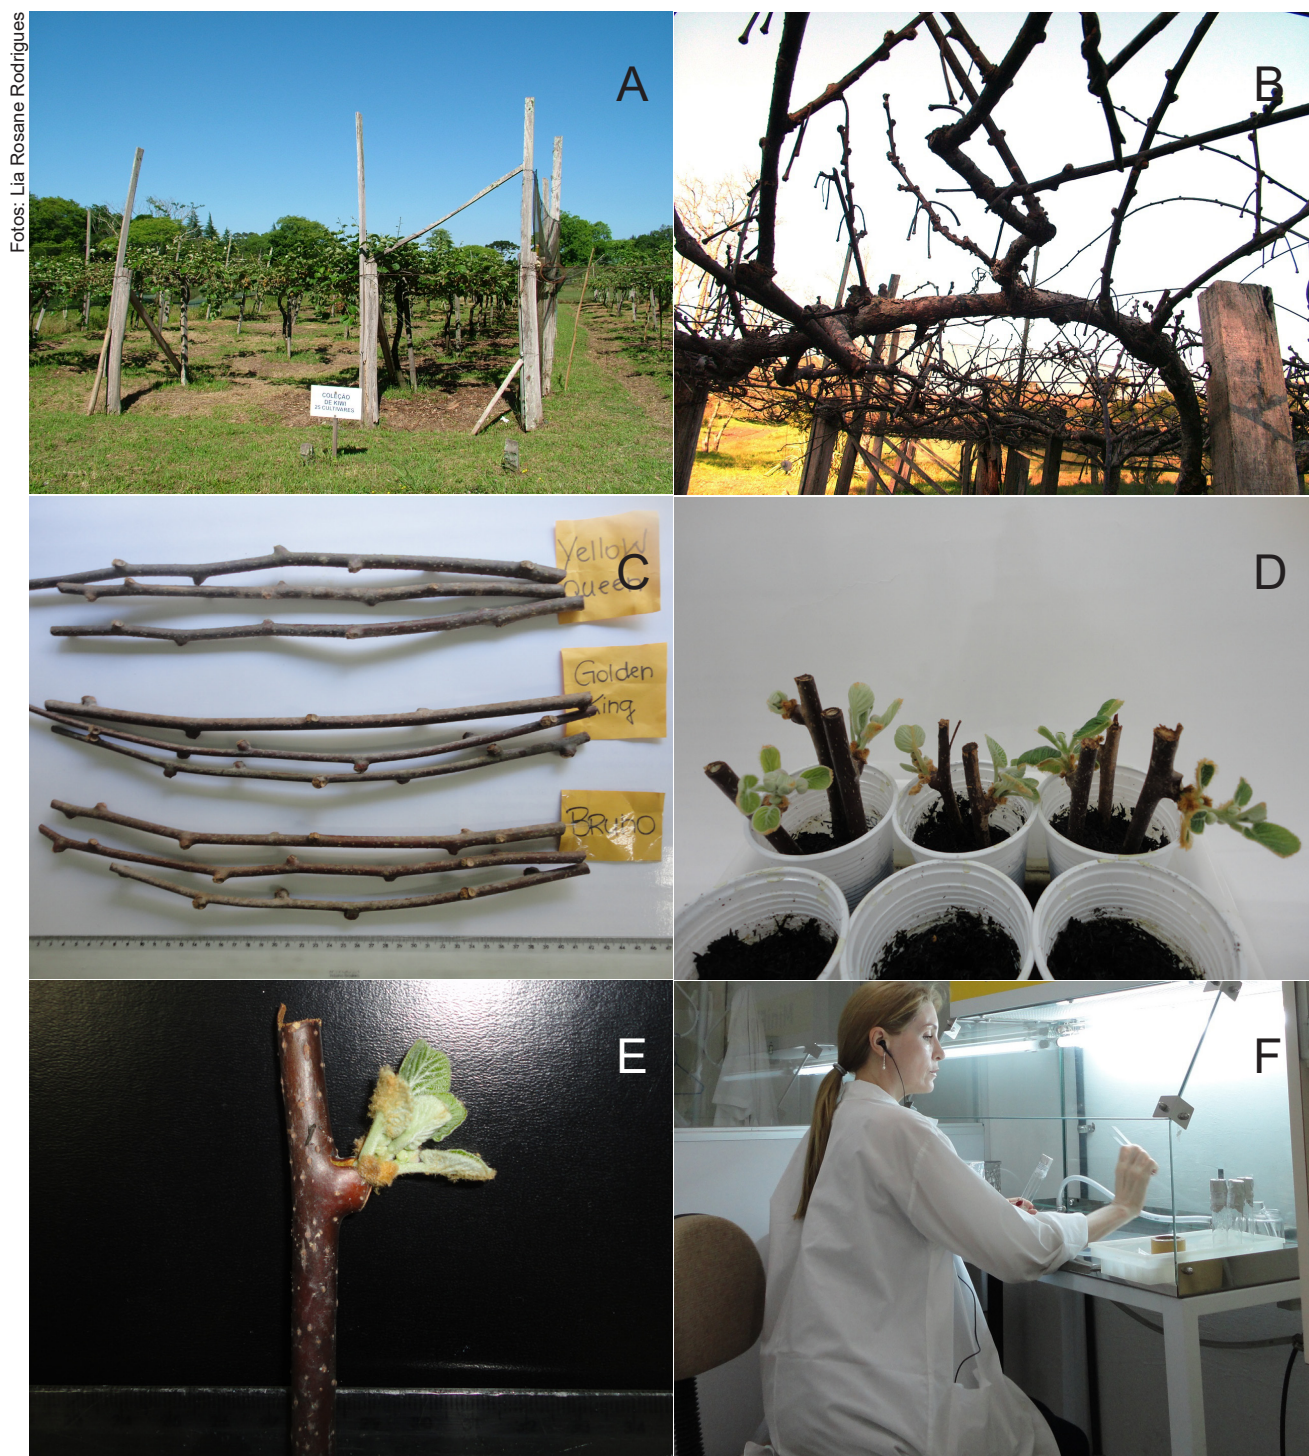 Fotos: Lia Rosane Rodrigues
A
B
COLEÇÃO
DE KIWI
25 CULTIVARES
Yellow
Queen
C
D
Golden
King
BRUNO
E
F